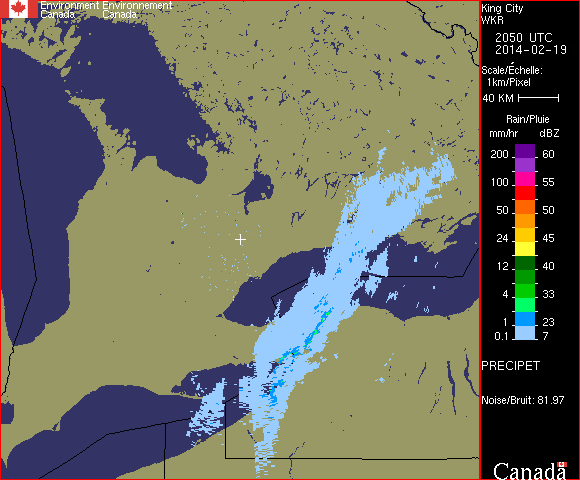 Environment Environnement
Canada Canada
King City
WKR
2050 UTC
2014-02-19
Scale/Échelle:
1km/Pixel
40 KM
Rain/Pluie
mm/hr dBZ
200 60
100 55
50 50
24 45
12 40
4 33
1 23
0.1 7
PRECIPET
Noise/Bruit: 81.97
Canada